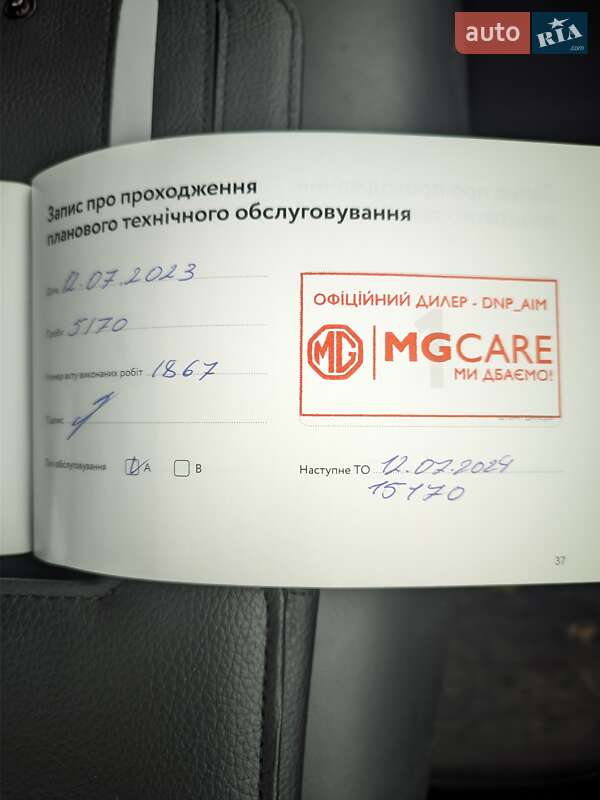 auto RIA .com
Запис про проходження
планового технічного обслуговування
Дата 12.07.2023
Пробіг 5170
Номер акту виконаних робіт 1867
Підпис
Тип обслуговування A B
ОФІЦІЙНИЙ ДИЛЕР - DNP_AIM
MG MGCARE
МИ ДБАЄМО!
Наступне ТО 12.07.2024
15170
37